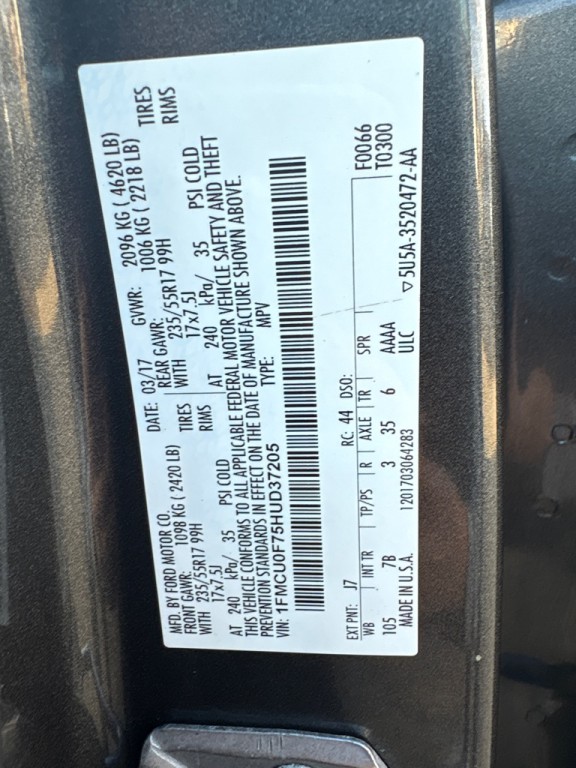 MFD. BY FORD MOTOR CO. DATE: 03/17 GVWR: 2096 KG ( 4620 LB)
FRONT GAWR: 1098 KG ( 2420 LB) REAR GAWR: 1006 KG ( 2218 LB)
WITH 235/55R17 99H TIRES WITH 235/55R17 99H TIRES
17x7.5J RIMS 17x7.5J RIMS
AT 240 kPa/ 35 PSI COLD AT 240 kPa/ 35 PSI COLD
THIS VEHICLE CONFORMS TO ALL APPLICABLE FEDERAL MOTOR VEHICLE SAFETY AND THEFT
PREVENTION STANDARDS IN EFFECT ON THE DATE OF MANUFACTURE SHOWN ABOVE.
VIN: 1FMCU0F75HUD37205 TYPE: MPV
F0066
EXT PNT: J7 RC: 44 DSO: T0300
WB INT TR TP/PS R AXLE TR SPR
105 7B 3 35 6 AAAA ▽5U5A-3520472-AA
MADE IN U.S.A. 1201703064283 ULC